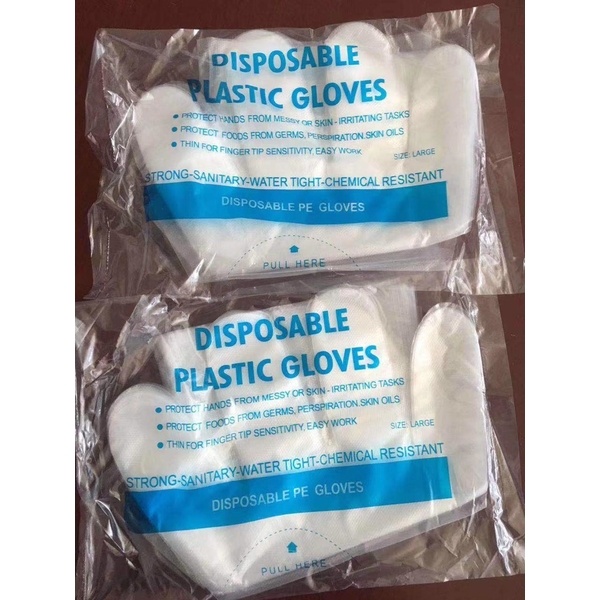 DISPOSABLE
PLASTIC GLOVES
• PROTECT HANDS FROM MESSY OR SKIN - IRRITATING TASKS
• PROTECT FOODS FROM GERMS, PERSPIRATION.SKIN OILS
• THIN FOR FINGER TIP SENSITIVITY, EASY WORK
SIZE: LARGE
STRONG-SANITARY-WATER TIGHT-CHEMICAL RESISTANT
DISPOSABLE PE GLOVES
PULL HERE
DISPOSABLE
PLASTIC GLOVES
• PROTECT HANDS FROM MESSY OR SKIN - IRRITATING TASKS
• PROTECT FOODS FROM GERMS, PERSPIRATION.SKIN OILS
• THIN FOR FINGER TIP SENSITIVITY, EASY WORK
SIZE: LARGE
STRONG-SANITARY-WATER TIGHT-CHEMICAL RESISTANT
DISPOSABLE PE GLOVES
PULL HERE